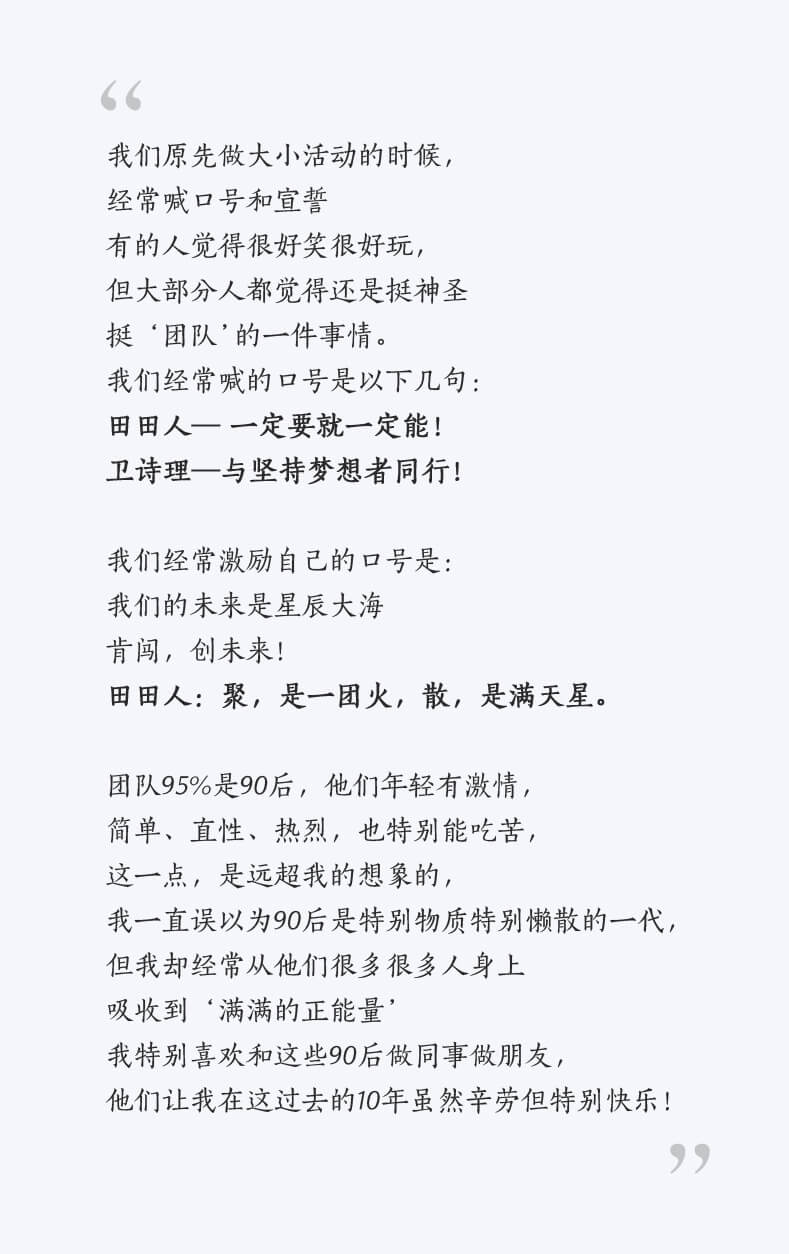 “
我们原先做大小活动的时候，
经常喊口号和宣誓
有的人觉得很好笑很好玩，
但大部分人都觉得还是挺神圣
挺‘团队’的一件事情。
我们经常喊的口号是以下几句：
田田人— 一定要就一定能！
卫诗理—与坚持梦想者同行！
我们经常激励自己的口号是：
我们的未来是星辰大海
肯闯，创未来！
田田人：聚，是一团火，散，是满天星。
团队95%是90后，他们年轻有激情，
简单、直性、热烈，也特别能吃苦，
这一点，是远超我的想象的，
我一直误以为90后是特别物质特别懒散的一代，
但我却经常从他们很多很多人身上
吸收到‘满满的正能量’
我特别喜欢和这些90后做同事做朋友，
他们让我在这过去的10年虽然辛劳但特别快乐！
”